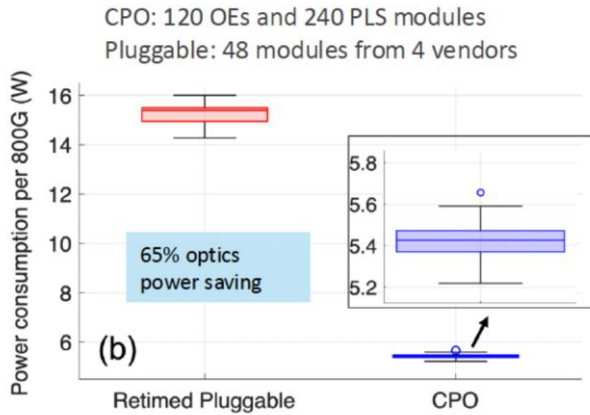 CPO: 120 OEs and 240 PLS modules
Pluggable: 48 modules from 4 vendors
Power consumption per 800G (W)
16
14
12
10
8
6
5.8
5.6
5.4
5.2
65% optics
power saving
(b)
Retimed Pluggable
CPO